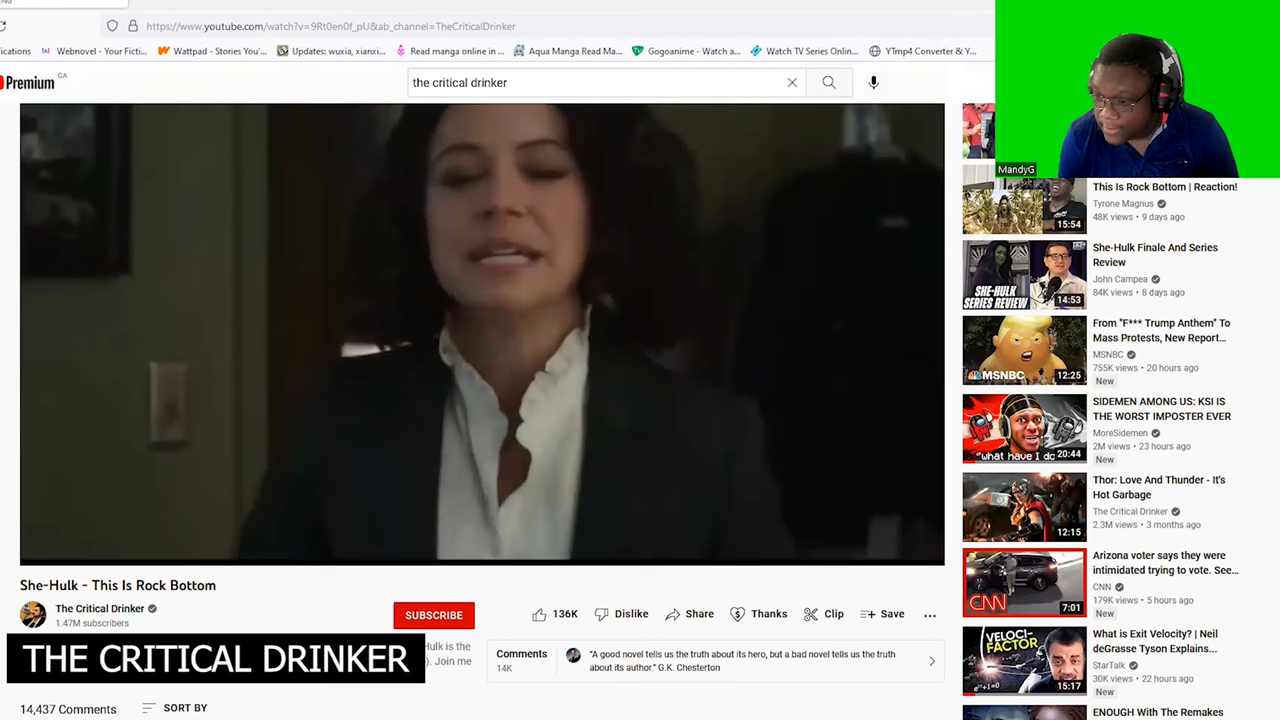 https://www.youtube.com/watch?v=9Rt0en0f_pU&ab_channel=TheCriticalDrinker
ications
Webnovel - Your Ficti...
Wattpad - Stories You'...
Updates: wuxia, xianxi...
Read manga online in ...
Aqua Manga Read Ma...
Gogoanime - Watch a...
Watch TV Series Onlin...
YTmp4 Converter & Y...
Premium CA
the critical drinker
MandyG
This Is Rock Bottom | Reaction!
Tyrone Magnus
48K views • 9 days ago
15:54
She-Hulk Finale And Series
Review
John Campea
84K views • 8 days ago
SHE-HULK
SERIES REVIEW
14:53
From "F*** Trump Anthem" To
Mass Protests, New Report...
MSNBC
755K views • 20 hours ago
New
MSNBC
12:25
SIDEMEN AMONG US: KSI IS
THE WORST IMPOSTER EVER
MoreSidemen
2M views • 23 hours ago
New
"what have I do
20:44
Thor: Love And Thunder - It's
Hot Garbage
The Critical Drinker
2.3M views • 3 months ago
12:15
Arizona voter says they were
intimidated trying to vote. See...
CNN
179K views • 5 hours ago
New
CNN
7:01
What is Exit Velocity? | Neil
deGrasse Tyson Explains...
StarTalk
30K views • 22 hours ago
New
VELOCI-
FACTOR
15:17
ENOUGH With The Remakes
She-Hulk - This Is Rock Bottom
The Critical Drinker
1.47M subscribers
SUBSCRIBE
136K
Dislike
Share
Thanks
Clip
Save
THE CRITICAL DRINKER
Hulk is the
). Join me
Comments
14K
"A good novel tells us the truth about its hero, but a bad novel tells us the truth
about its author." G.K. Chesterton
14,437 Comments
SORT BY